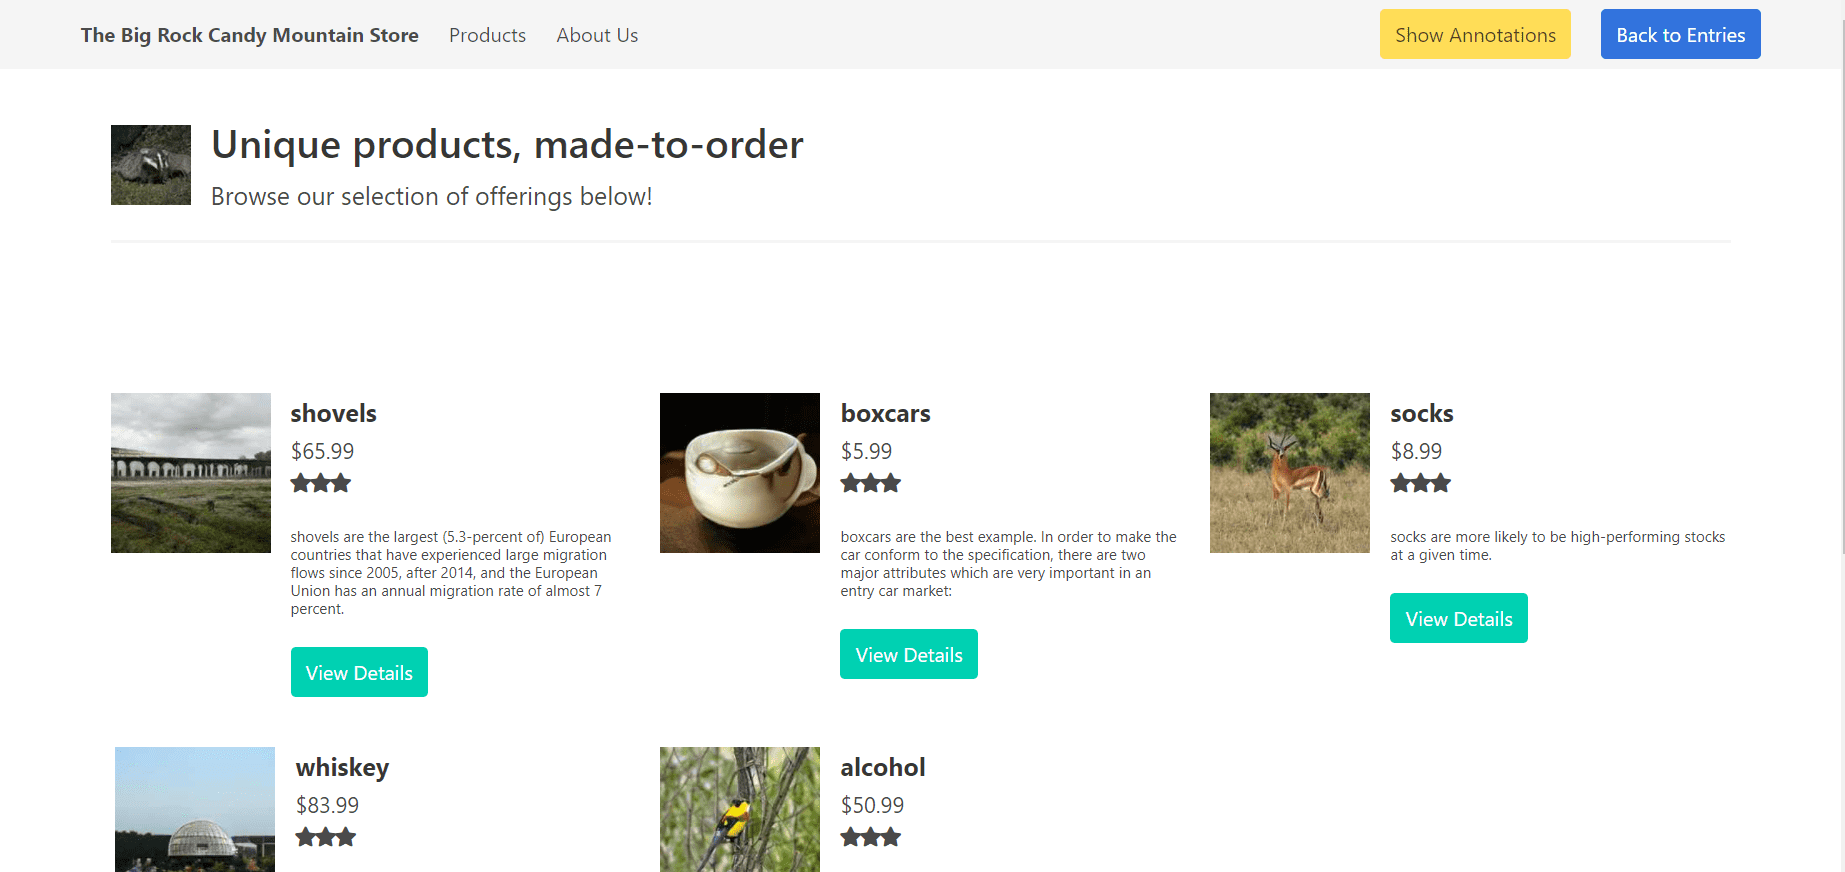 The Big Rock Candy Mountain Store Products About Us Show Annotations Back to Entries
Unique products, made-to-order
Browse our selection of offerings below!
shovels
$65.99
shovels are the largest (5.3-percent of) European
countries that have experienced large migration
flows since 2005, after 2014, and the European
Union has an annual migration rate of almost 7
percent.
View Details
boxcars
$5.99
boxcars are the best example. In order to make the
car conform to the specification, there are two
major attributes which are very important in an
entry car market:
View Details
socks
$8.99
socks are more likely to be high-performing stocks
at a given time.
View Details
whiskey
$83.99
alcohol
$50.99